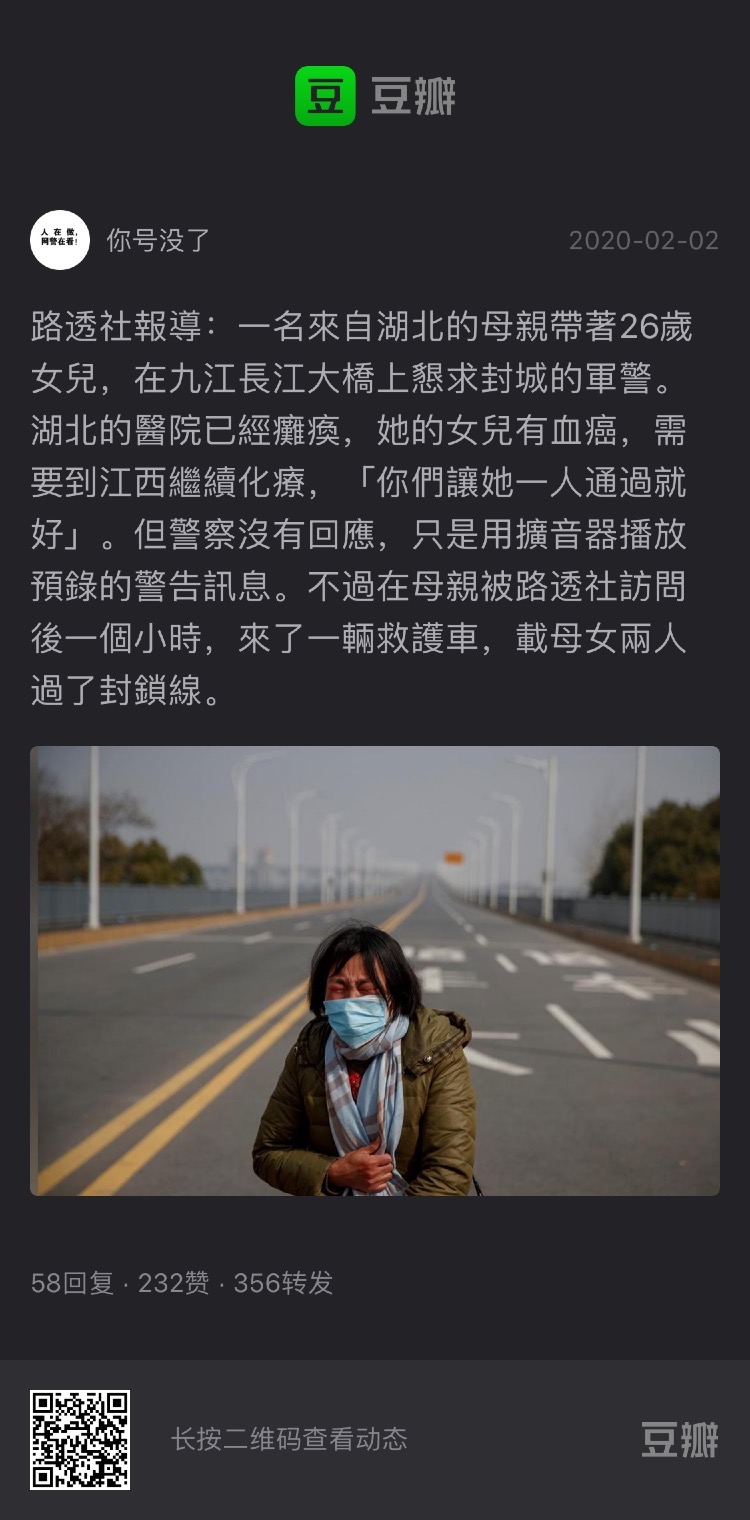 豆 豆瓣
人在做,
网警在看!
你号没了 2020-02-02
路透社報導：一名來自湖北的母親帶著26歲
女兒，在九江長江大橋上懇求封城的軍警。
湖北的醫院已經癱瘓，她的女兒有血癌，需
要到江西繼續化療，「你們讓她一人通過就
好」。但警察沒有回應，只是用擴音器播放
預錄的警告訊息。不過在母親被路透社訪問
後一個小時，來了一輛救護車，載母女兩人
過了封鎖線。
58回复 · 232赞 · 356转发
长按二维码查看动态 豆瓣